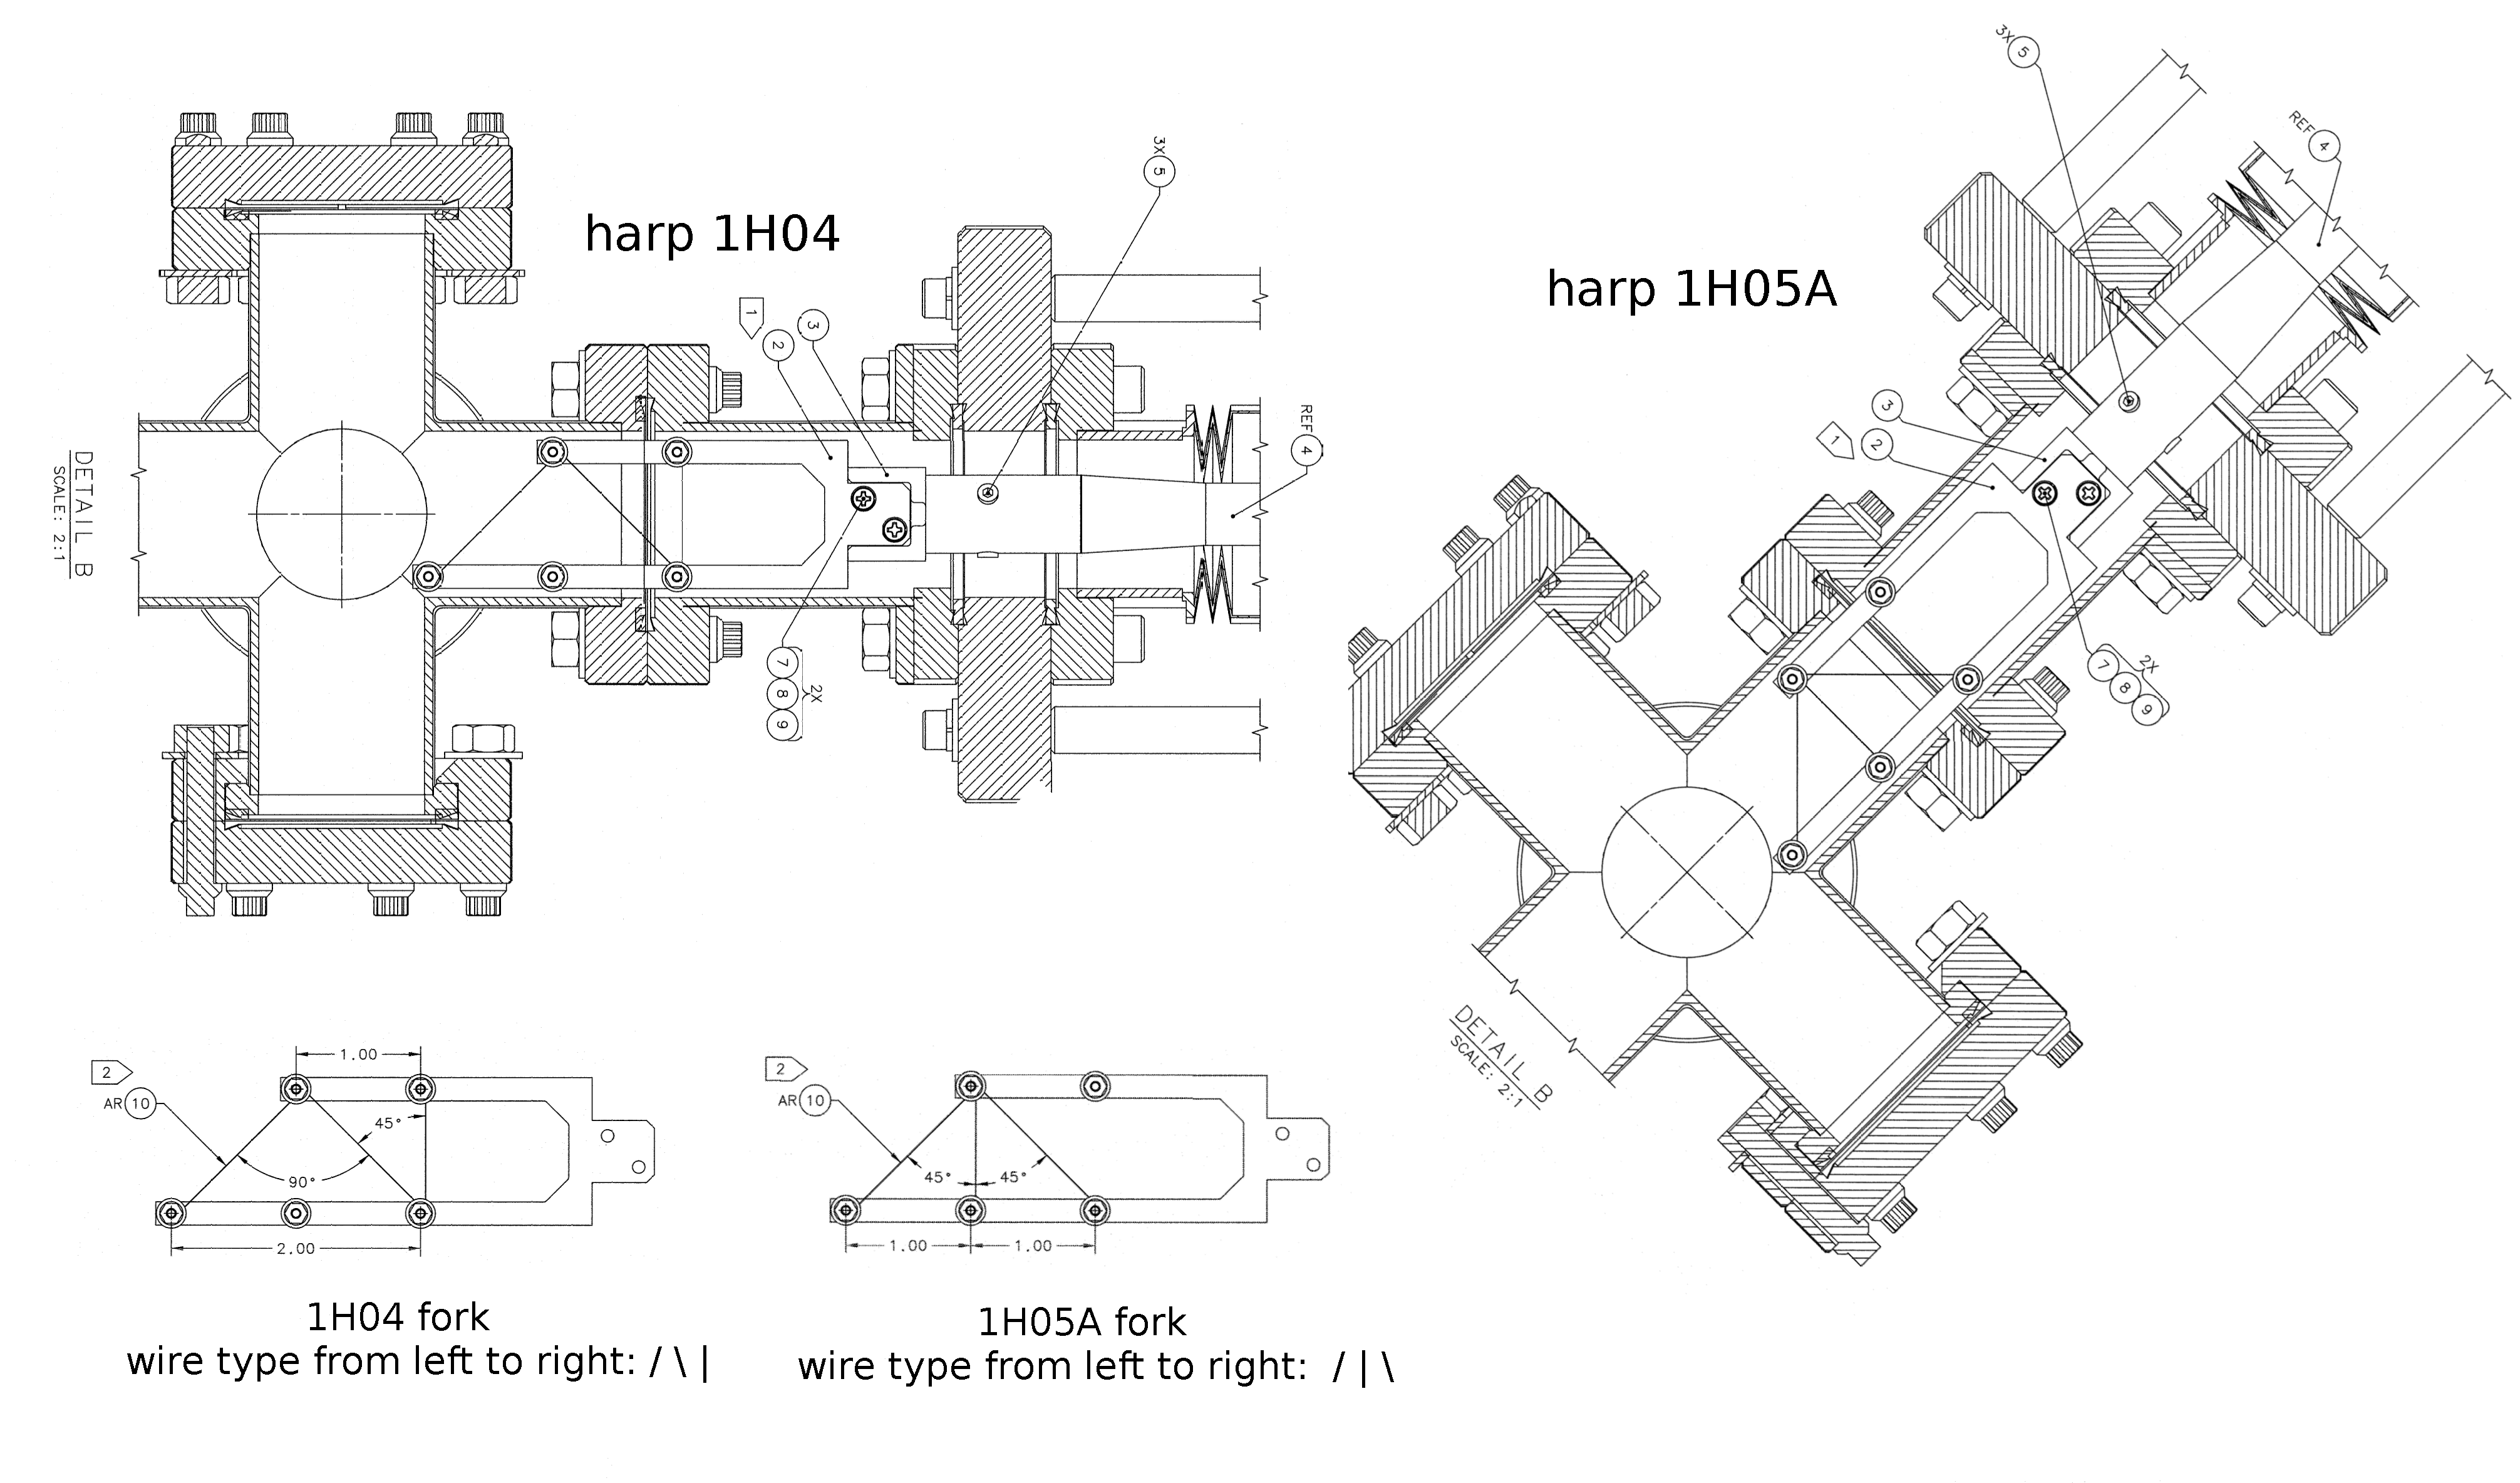 harp 1H04
3X 5
1
2
3
REF 4
7
8
9
2X
DETAIL B
SCALE: 2:1
harp 1H05A
3X 5
REF 4
3
1
2
7
8
9
2X
DETAIL B
SCALE: 2:1
2
AR 10
1.00
45°
90°
2.00
1H04 fork
wire type from left to right: / \ |
2
AR 10
45°
45°
1.00
1.00
1H05A fork
wire type from left to right: / | \